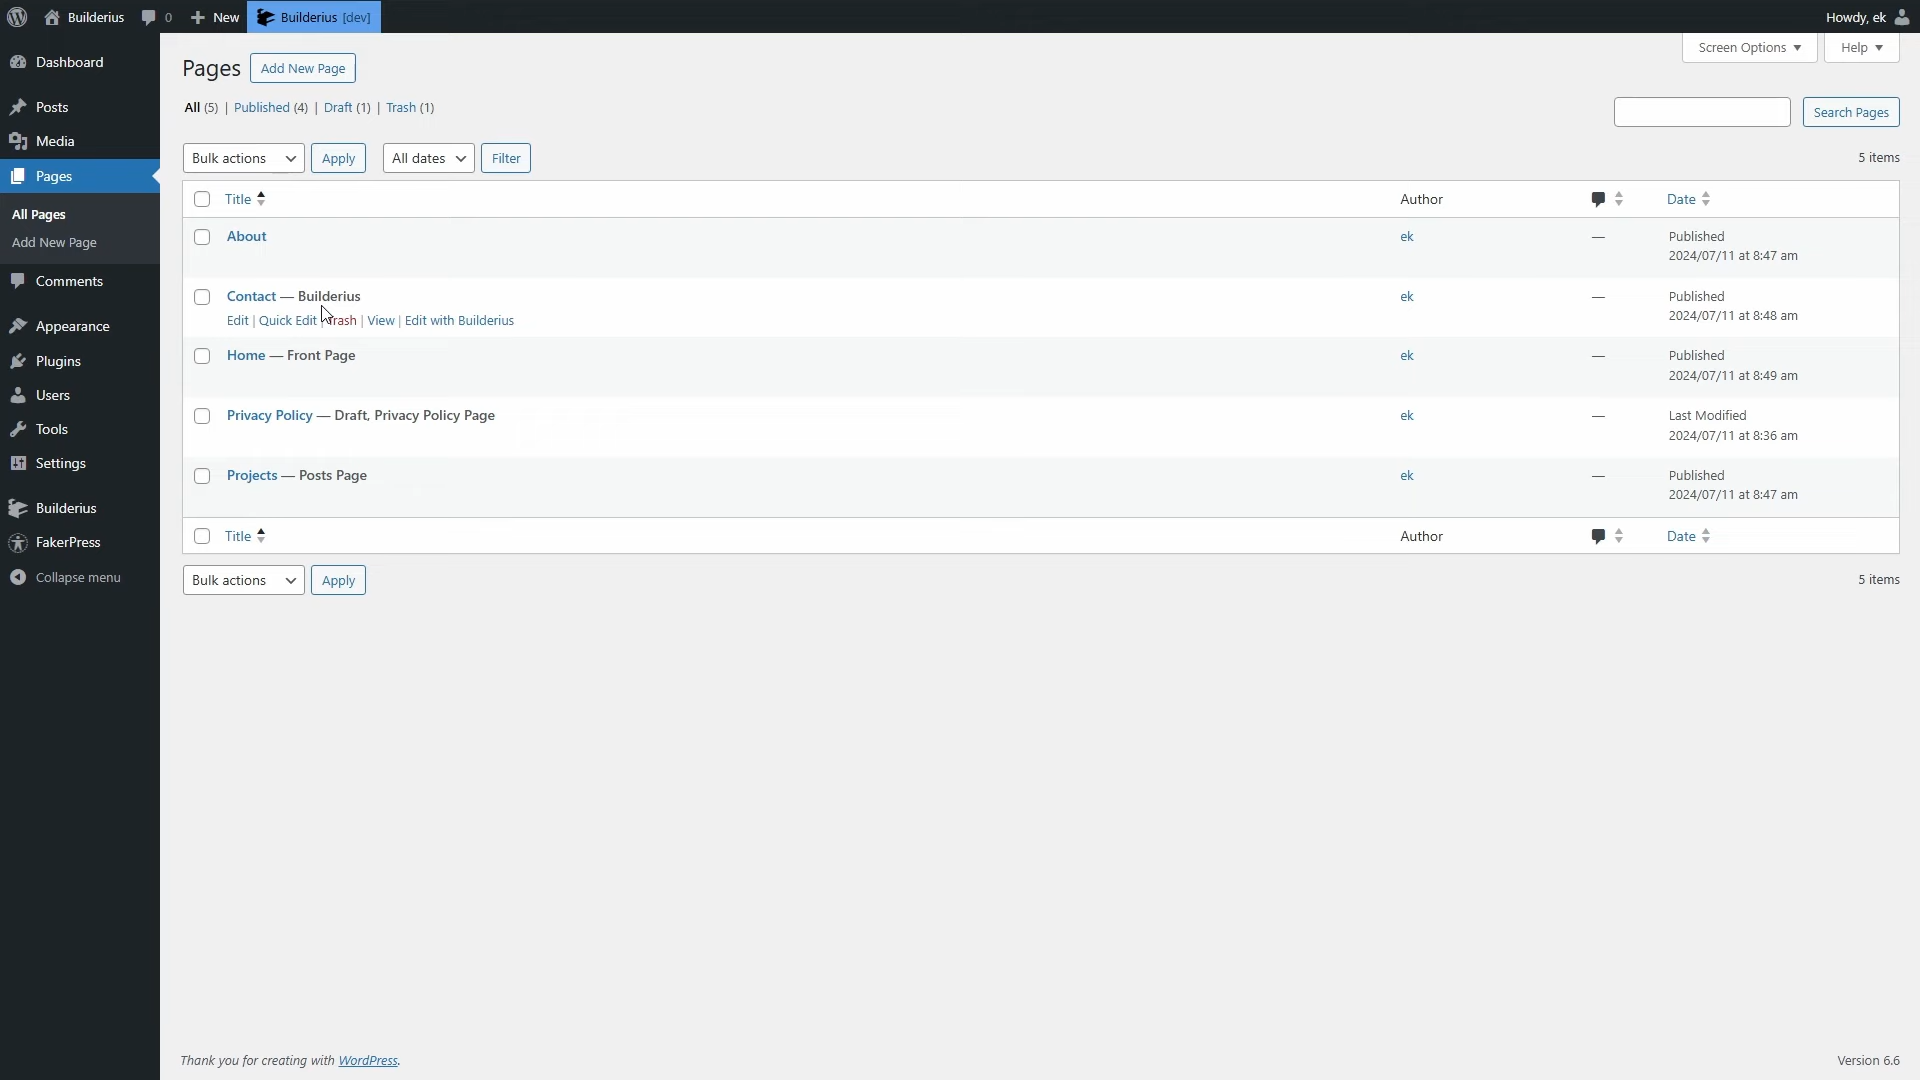 Builderius 0 New Builderius [dev] Howdy, ek
Screen Options Help
Dashboard
Posts
Media
Pages
All Pages
Add New Page
Comments
Appearance
Plugins
Users
Tools
Settings
Builderius
FakerPress
Collapse menu
Pages Add New Page
All (5) | Published (4) | Draft (1) | Trash (1)
Search Pages
Bulk actions Apply All dates Filter 5 items
Title Author Date
About ek — Published
2024/07/11 at 8:47 am
Contact — Builderius ek — Published
2024/07/11 at 8:48 am
Edit | Quick Edit | Trash | View | Edit with Builderius
Home — Front Page ek — Published
2024/07/11 at 8:49 am
Privacy Policy — Draft, Privacy Policy Page ek — Last Modified
2024/07/11 at 8:36 am
Projects — Posts Page ek — Published
2024/07/11 at 8:47 am
Title Author Date
Bulk actions Apply 5 items
Thank you for creating with WordPress. Version 6.6